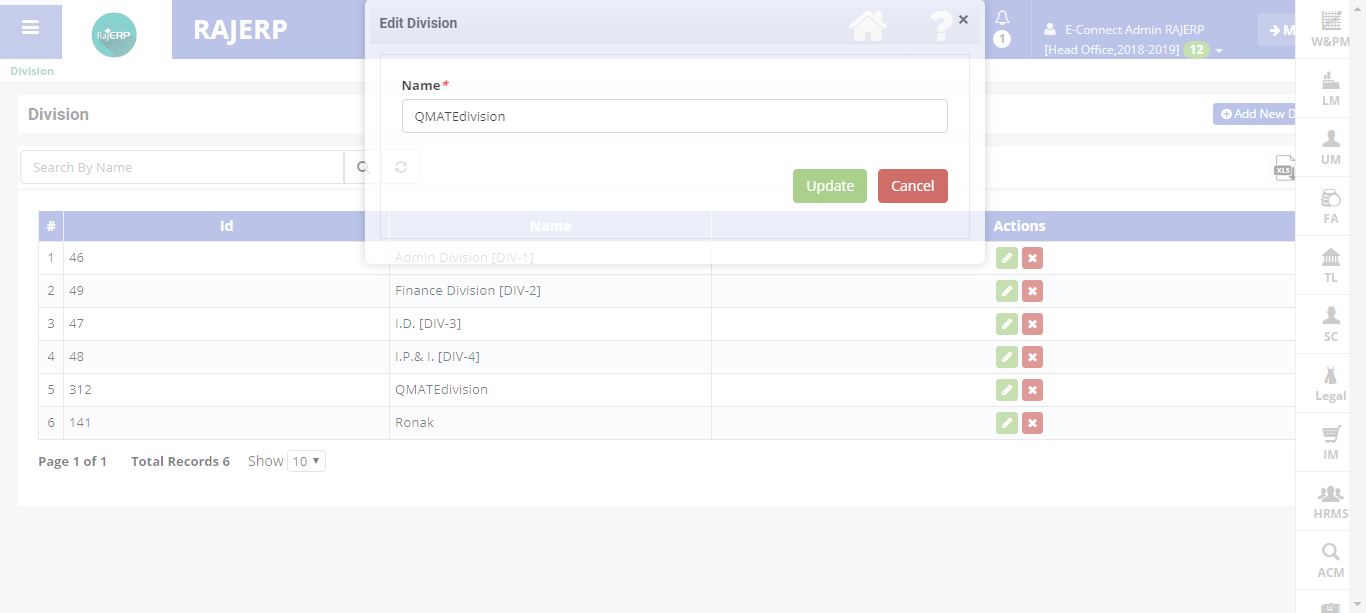 RajERP
RAJERP
Edit Division
×
?
1
E-Connect Admin RAJERP
[Head Office,2018-2019] 12
M
W&PM
Division
Name*
QMATEdivision
Division
Add New D
LM
Search By Name
XLS
UM
Update Cancel
FA
# Id Name Actions
1 46 Admin Division [DIV-1]
2 49 Finance Division [DIV-2]
TL
3 47 I.D. [DIV-3]
SC
4 48 I.P.& I. [DIV-4]
5 312 QMATEdivision
Legal
6 141 Ronak
IM
Page 1 of 1 Total Records 6 Show 10
HRMS
ACM